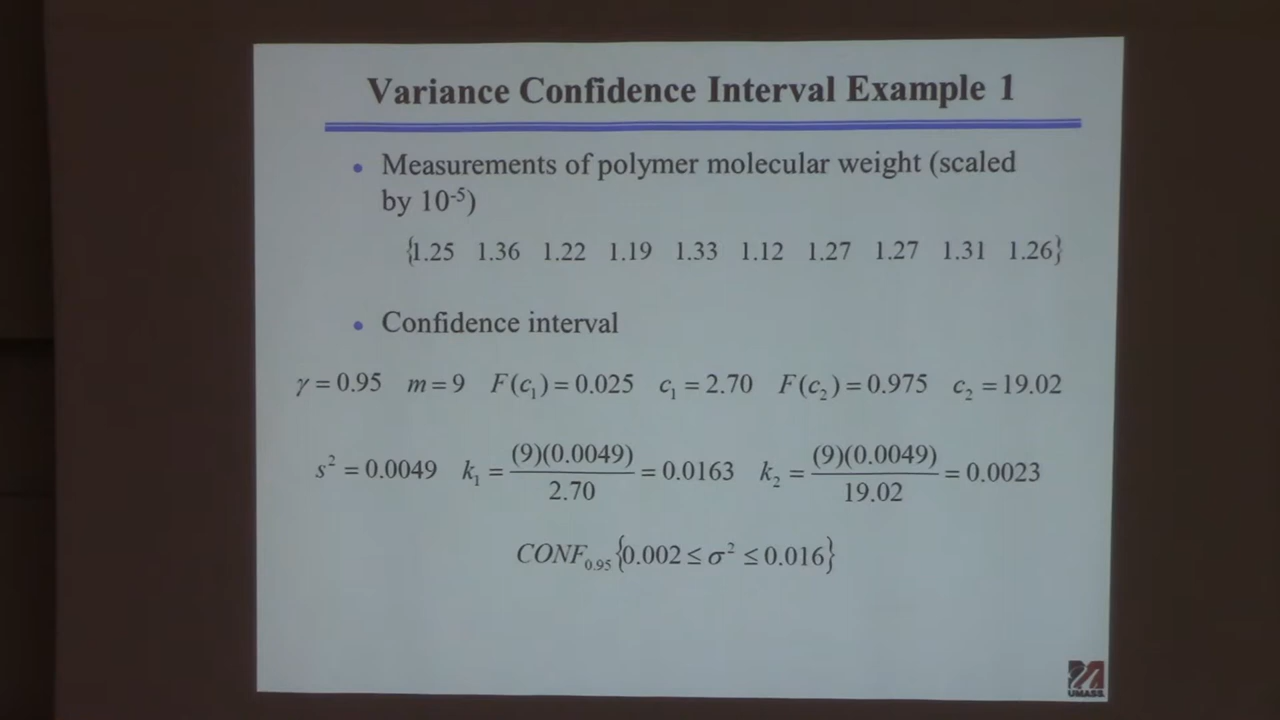 Variance Confidence Interval Example 1
• Measurements of polymer molecular weight (scaled
by 10⁻⁵)
{1.25 1.36 1.22 1.19 1.33 1.12 1.27 1.27 1.31 1.26}
• Confidence interval
γ = 0.95 m = 9 F(c₁) = 0.025 c₁ = 2.70 F(c₂) = 0.975 c₂ = 19.02
s² = 0.0049 k₁ = (9)(0.0049) / 2.70 = 0.0163 k₂ = (9)(0.0049) / 19.02 = 0.0023
CONF₀.₉₅ {0.002 ≤ σ² ≤ 0.016}
UMASS